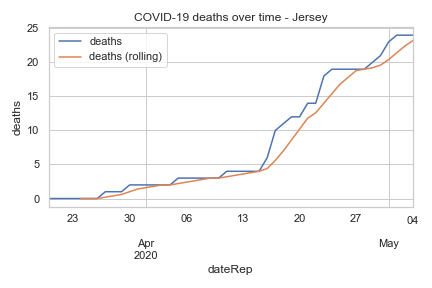 COVID-19 deaths over time - Jersey
deaths
deaths (rolling)
25
20
15
10
5
0
deaths
23 30 06 13 20 27 04
Apr May
2020
dateRep